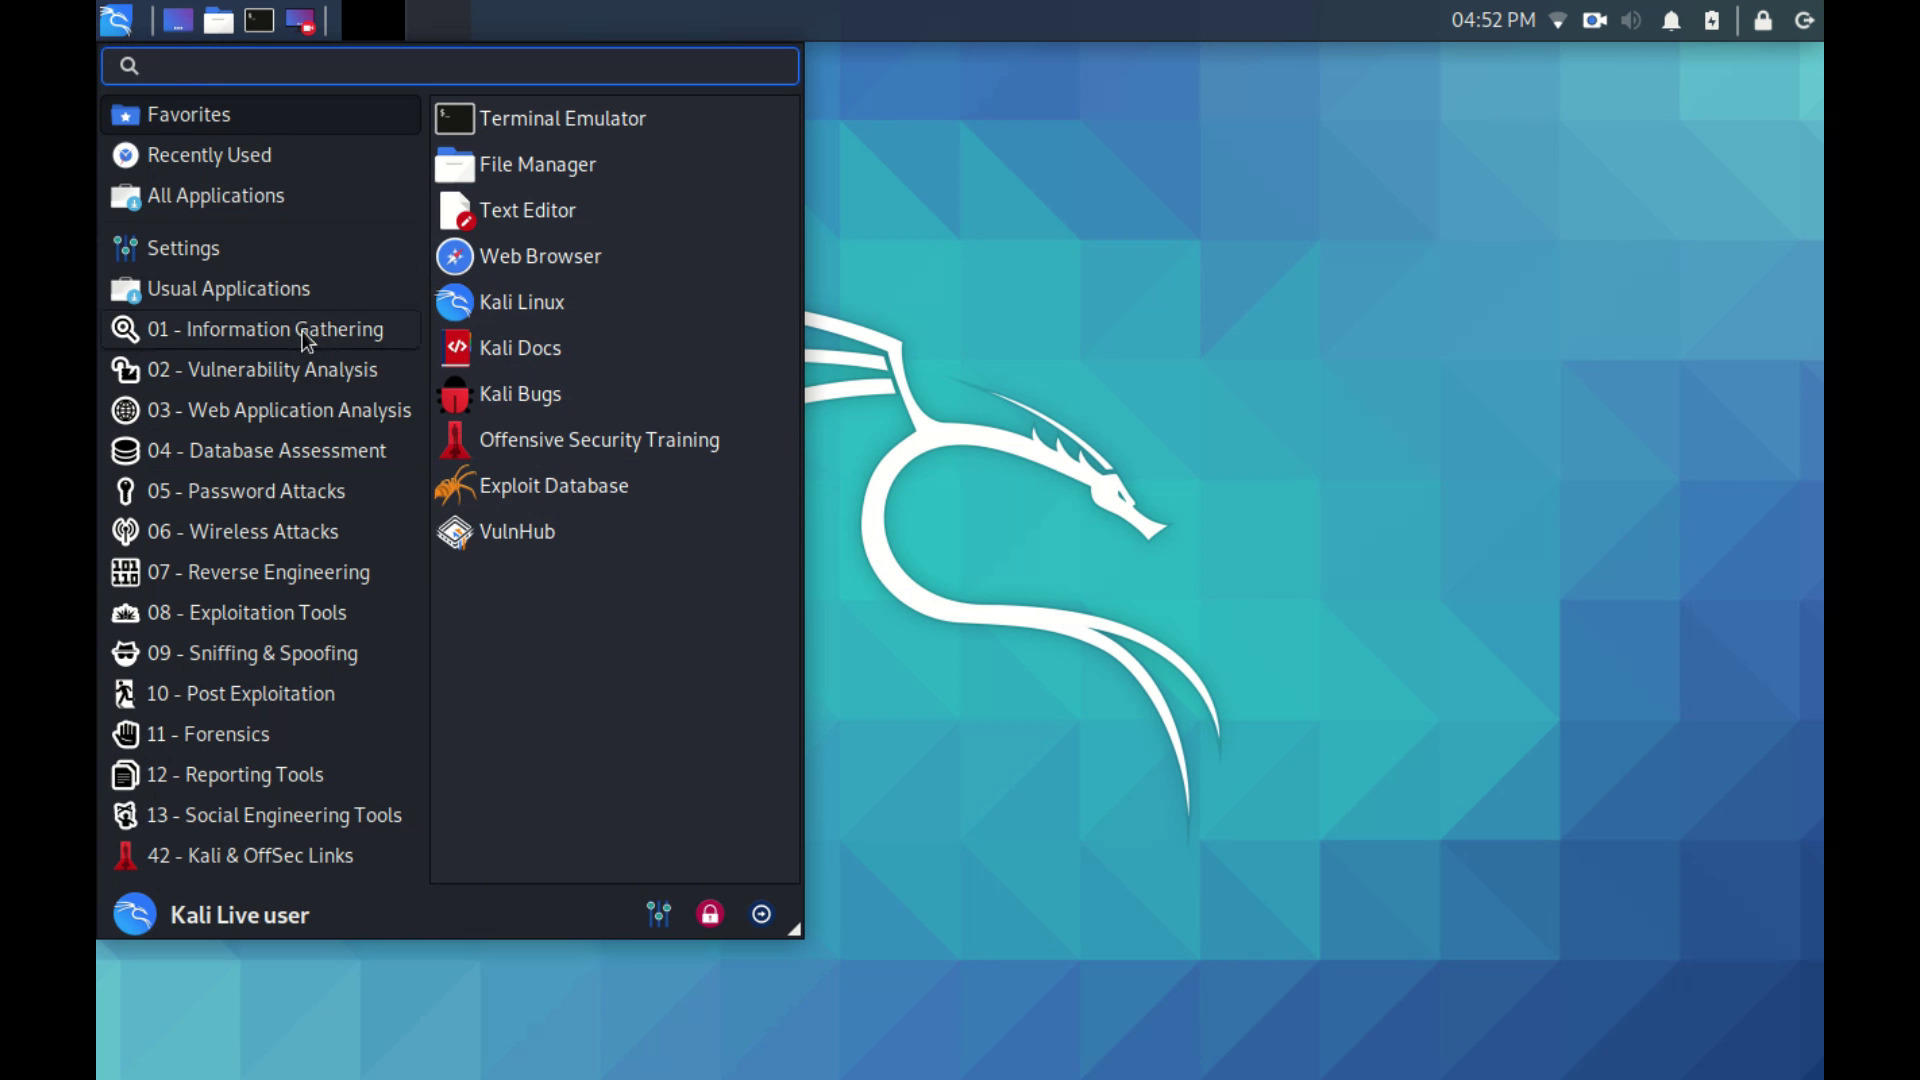 04:52 PM
Favorites
Recently Used
All Applications
Settings
Usual Applications
01 - Information Gathering
02 - Vulnerability Analysis
03 - Web Application Analysis
04 - Database Assessment
05 - Password Attacks
06 - Wireless Attacks
07 - Reverse Engineering
08 - Exploitation Tools
09 - Sniffing & Spoofing
10 - Post Exploitation
11 - Forensics
12 - Reporting Tools
13 - Social Engineering Tools
42 - Kali & OffSec Links
Terminal Emulator
File Manager
Text Editor
Web Browser
Kali Linux
Kali Docs
Kali Bugs
Offensive Security Training
Exploit Database
VulnHub
Kali Live user